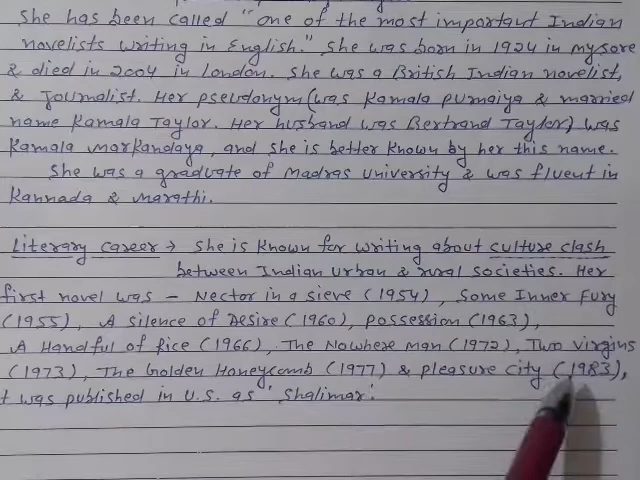 She has been called "one of the most important Indian
novelists writing in English." She was born in 1924 in mysore
& died in 2004 in London. She was a British Indian novelist,
& Journalist. Her pseudonym (was Kamala purnaiya & married
name Kamala Taylor. Her husband was Bertrand Taylor) was
Kamala Markandaya, and she is better known by her this name.
She was a graduate of Madras university & was fluent in
Kannada & Marathi.
Literary career → She is known for writing about culture clash
between Indian urban & rural societies. Her
first novel was - Nector in a sieve (1954), Some Inner Fury
(1955), A Silence of Desire (1960), Possession (1963),
A Handful of Rice (1966), The Nowhere Man (1972), Two Virgins
(1973), The Golden Honeycomb (1977) & pleasure city (1983),
t was published in U.S. as "Shalimar'.